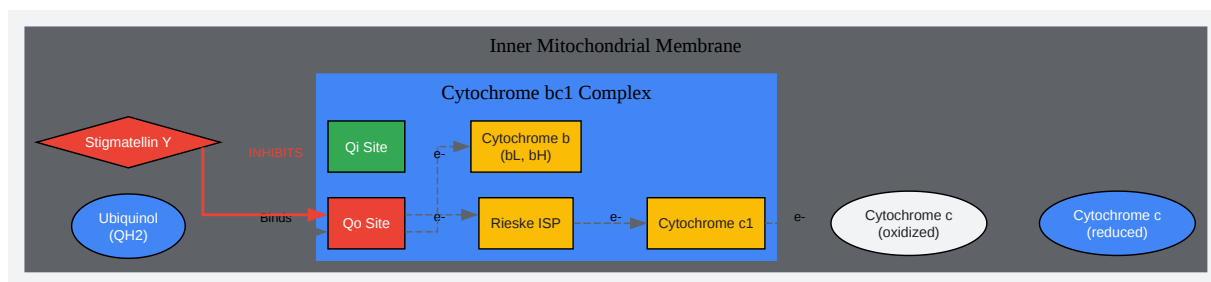 Inner Mitochondrial Membrane
Cytochrome bc1 Complex
Stigmatellin Y
INHIBITS
Qi Site
e-
Cytochrome b
(bL, bH)
Ubiquinol
(QH2)
Binds
Qo Site
e-
Rieske ISP
e-
Cytochrome c1
e-
Cytochrome c
(oxidized)
Cytochrome c
(reduced)